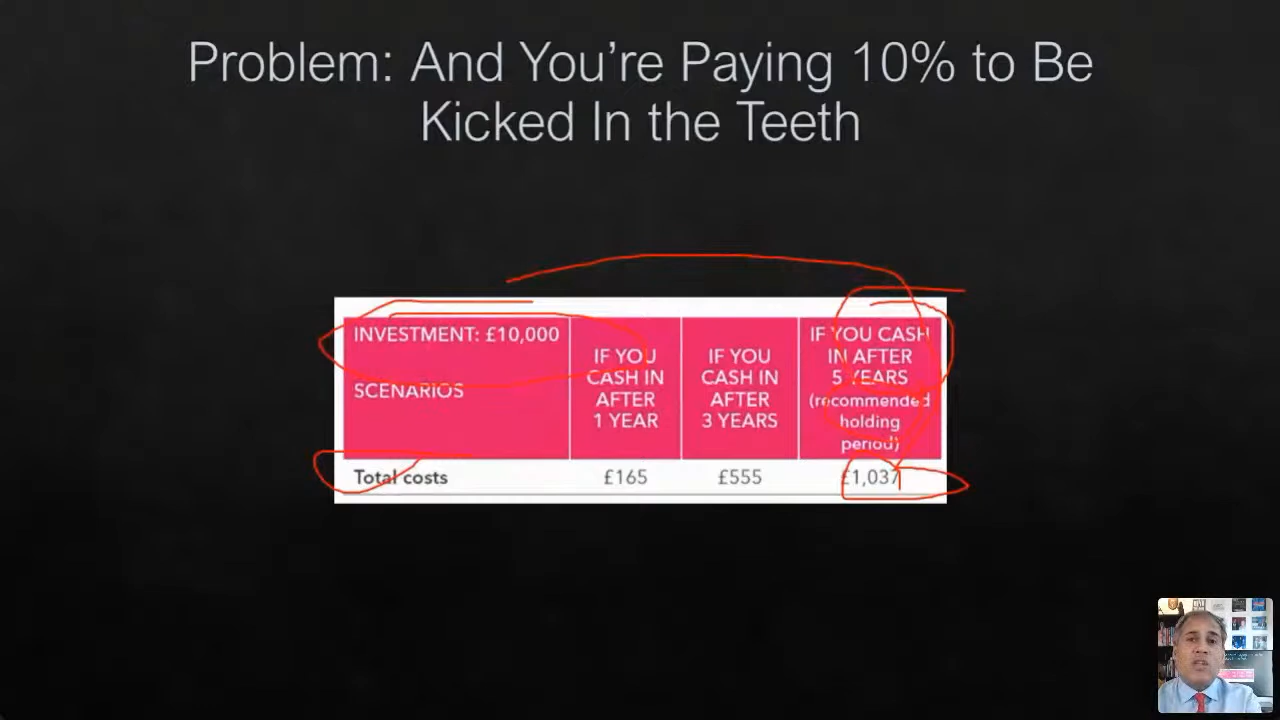 Problem: And You're Paying 10% to Be
Kicked In the Teeth
INVESTMENT: £10,000
SCENARIOS
IF YOU
CASH IN
AFTER
1 YEAR
IF YOU
CASH IN
AFTER
3 YEARS
IF YOU CASH
IN AFTER
5 YEARS
(recommended
holding
period)
Total costs £165 £555 £1,037